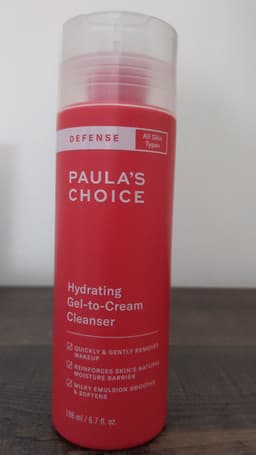 DEFENSE
All Skin
Types
PAULA'S
CHOICE
Hydrating
Gel-to-Cream
Cleanser
QUICKLY & GENTLY REMOVES
MAKEUP
REINFORCES SKIN'S NATURAL
MOISTURE BARRIER
MILKY EMULSION SMOOTHS
& SOFTENS
198 ml / 6.7 fl. oz.